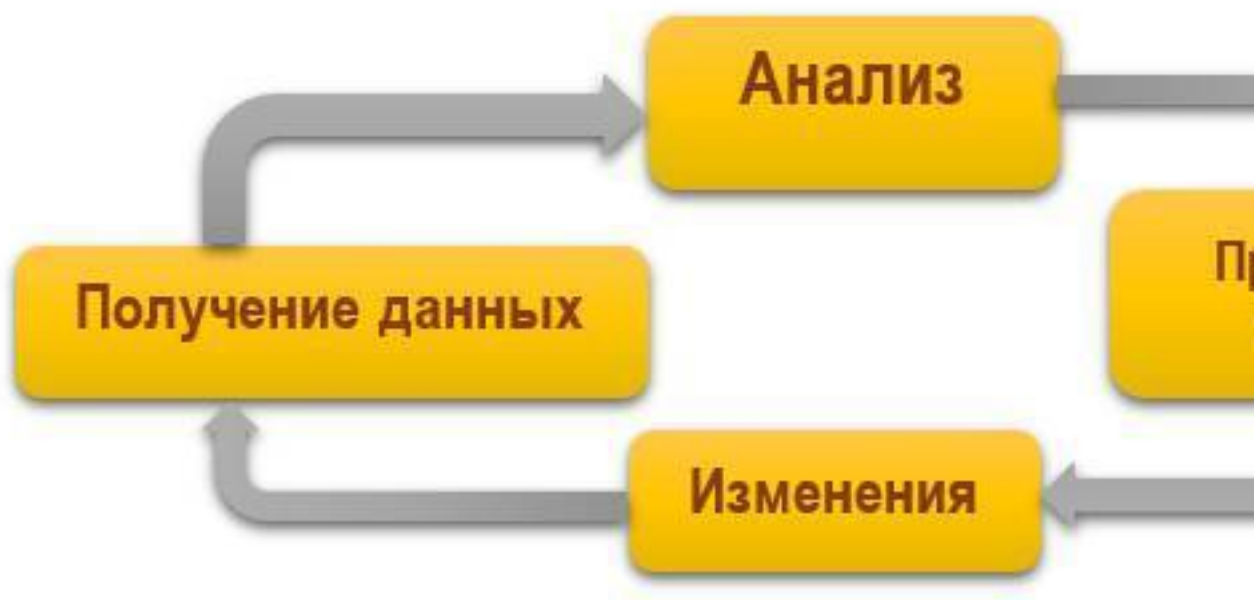 Анализ
Получение данных
Изменения